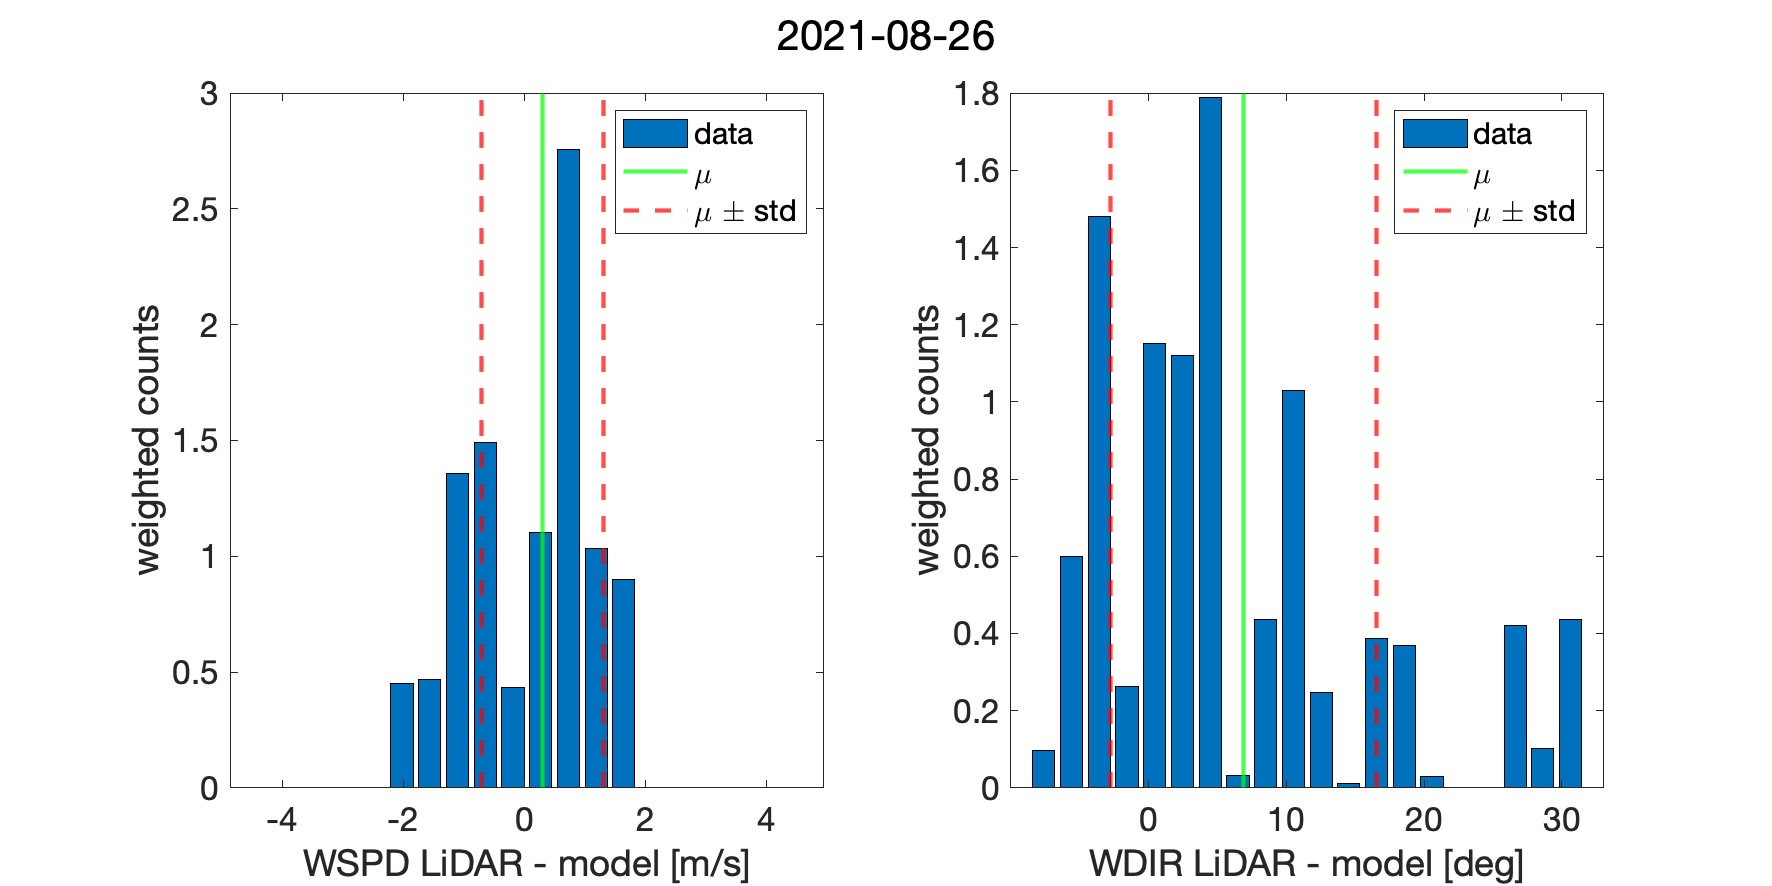 2021-08-26
3
2.5
2
1.5
1
0.5
0
weighted counts
-4 -2 0 2 4
WSPD LiDAR - model [m/s]
data
μ
μ ± std
1.8
1.6
1.4
1.2
1
0.8
0.6
0.4
0.2
0
weighted counts
0 10 20 30
WDIR LiDAR - model [deg]
data
μ
μ ± std